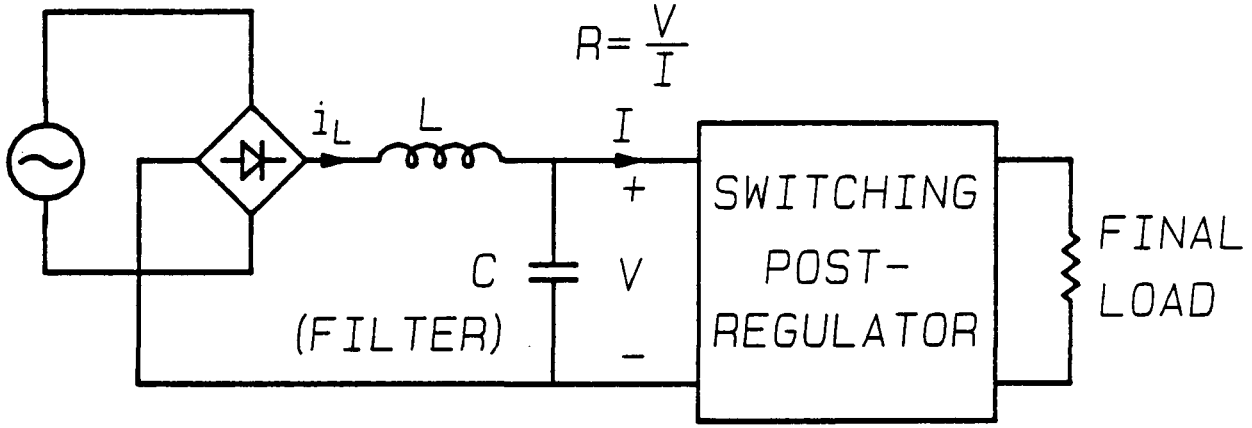 R = V/I
i_L
L
I
+
V
−
C
(FILTER)
SWITCHING
POST-
REGULATOR
FINAL
LOAD